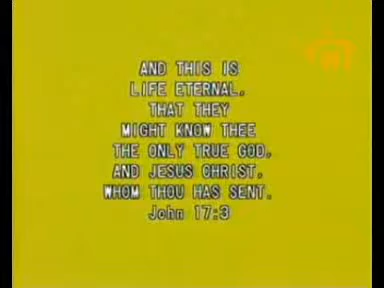 AND THIS IS
LIFE ETERNAL,
THAT THEY
MIGHT KNOW THEE
THE ONLY TRUE GOD,
AND JESUS CHRIST,
WHOM THOU HAS SENT.
John 17:3